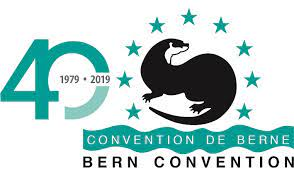 40
1979 • 2019
CONVENTION DE BERNE
BERN CONVENTION